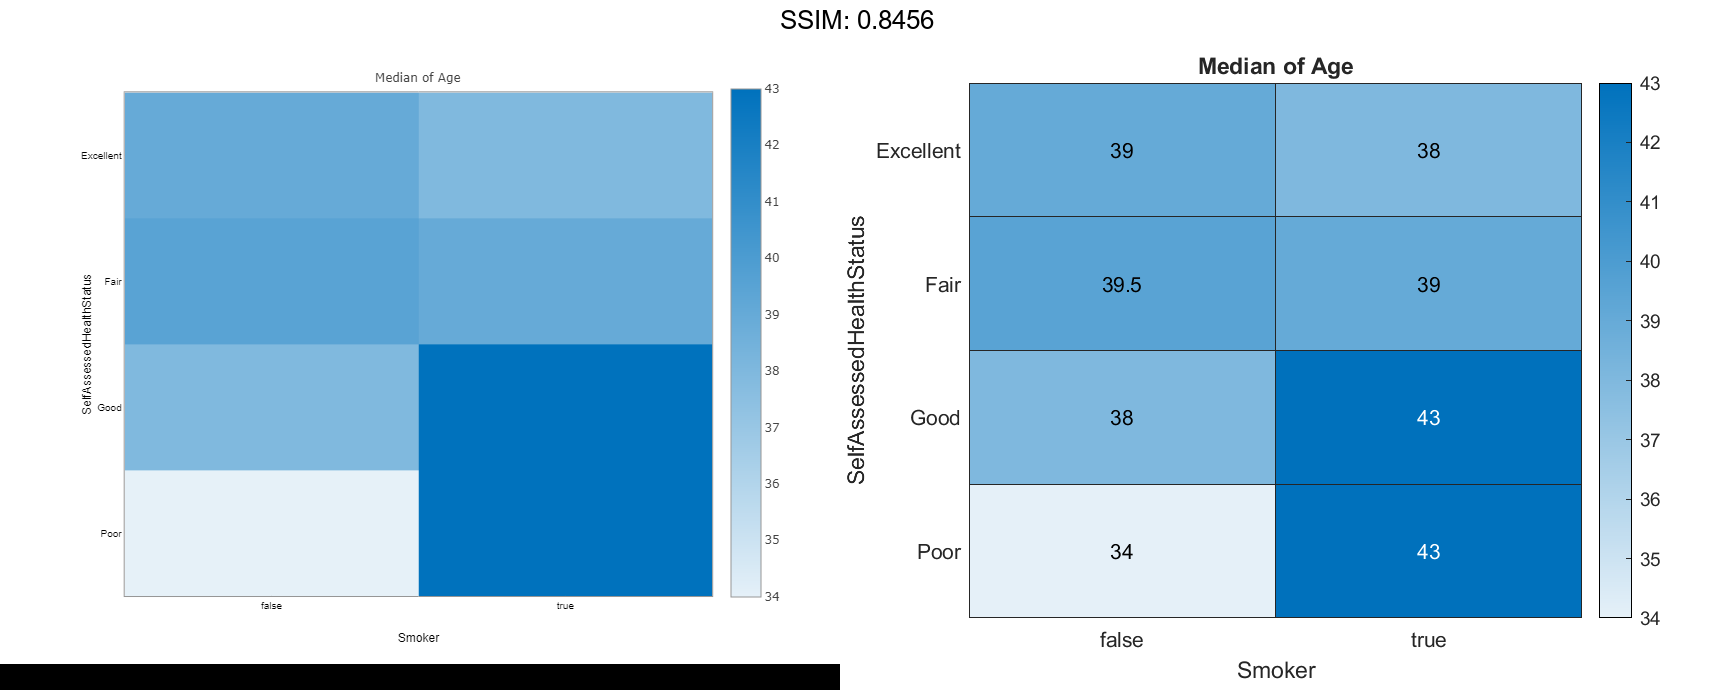 SSIM: 0.8456
Median of Age
Excellent
Fair
Good
Poor
SelfAssessedHealthStatus
false true
Smoker
43
42
41
40
39
38
37
36
35
34
Median of Age
Excellent 39 38
Fair 39.5 39
Good 38 43
Poor 34 43
SelfAssessedHealthStatus
false true
Smoker
43
42
41
40
39
38
37
36
35
34